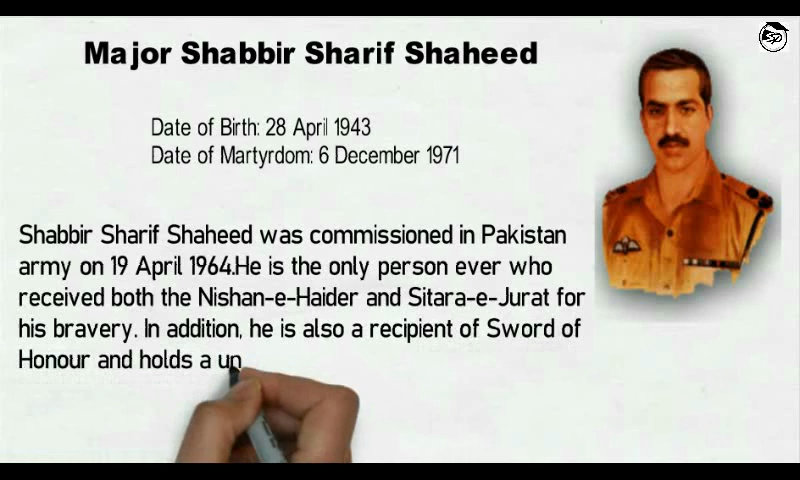 Major Shabbir Sharif Shaheed
Date of Birth: 28 April 1943
Date of Martyrdom: 6 December 1971
Shabbir Sharif Shaheed was commissioned in Pakistan
army on 19 April 1964.He is the only person ever who
received both the Nishan-e-Haider and Sitara-e-Jurat for
his bravery. In addition, he is also a recipient of Sword of
Honour and holds a un